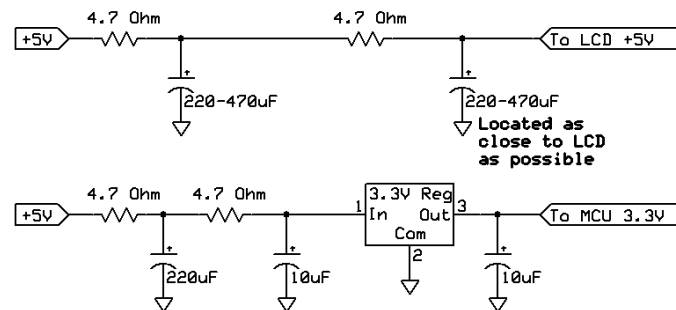 4.7 Ohm 4.7 Ohm
+5V To LCD +5V
220-470uF 220-470uF
Located as
close to LCD
as possible
4.7 Ohm 4.7 Ohm 3.3V Reg
+5V 1 In Out 3 To MCU 3.3V
Com
2
220uF 10uF 10uF